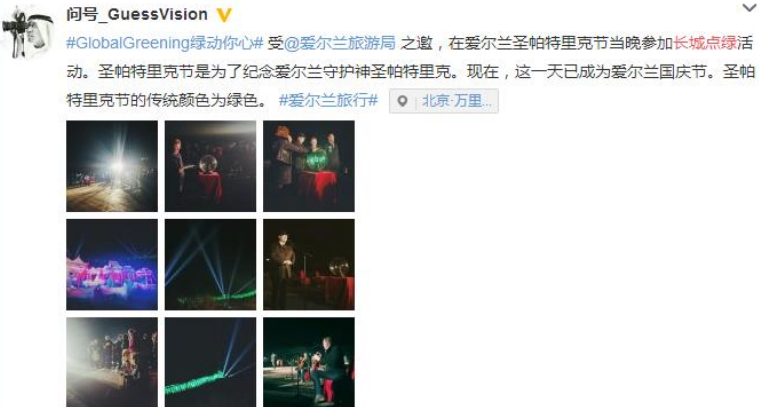 问号_GuessVision
#GlobalGreening绿动你心# 受@爱尔兰旅游局 之邀，在爱尔兰圣帕特里克节当晚参加长城点绿活
动。圣帕特里克节是为了纪念爱尔兰守护神圣帕特里克。现在，这一天已成为爱尔兰国庆节。圣帕
特里克节的传统颜色为绿色。 #爱尔兰旅行# 北京·万里...